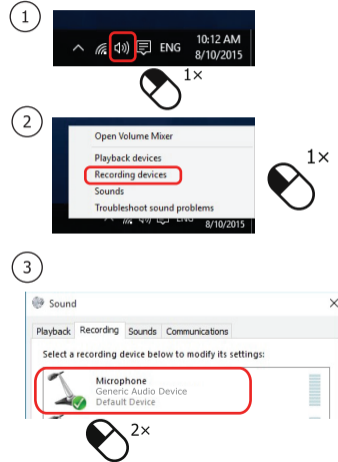 1
10:12 AM
ENG
8/10/2015
1×
2
Open Volume Mixer
Playback devices
Recording devices
Sounds
Troubleshoot sound problems
8/10/2015
1×
3
Sound
Playback Recording Sounds Communications
Select a recording device below to modify its settings:
Microphone
Generic Audio Device
Default Device
2×